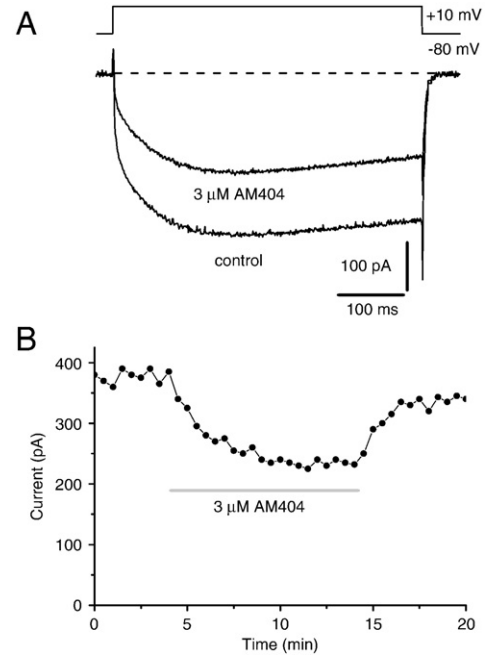 A
+10 mV
-80 mV
3 μM AM404
control
100 pA
100 ms
B
400
300
200
100
0
Current (pA)
3 μM AM404
0 5 10 15 20
Time (min)